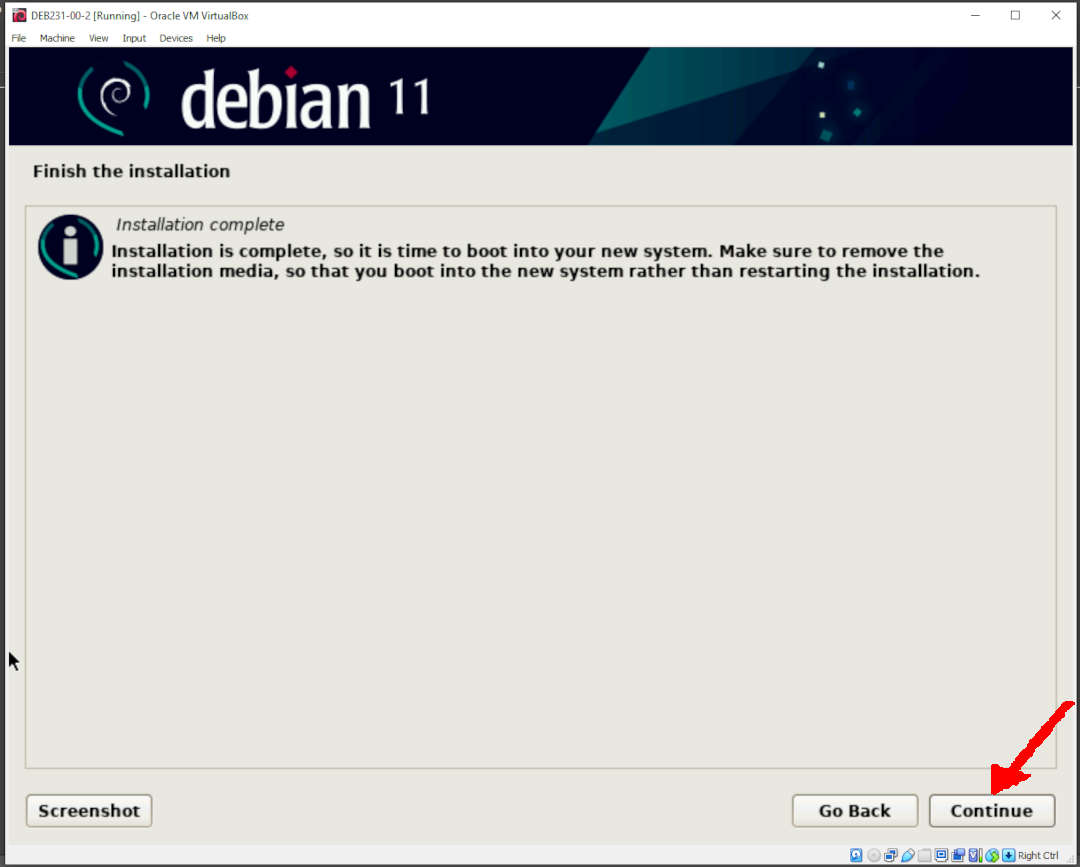 DEB231-00-2 [Running] - Oracle VM VirtualBox
File Machine View Input Devices Help
debian 11
Finish the installation
Installation complete
Installation is complete, so it is time to boot into your new system. Make sure to remove the
installation media, so that you boot into the new system rather than restarting the installation.
Screenshot Go Back Continue
Right Ctrl